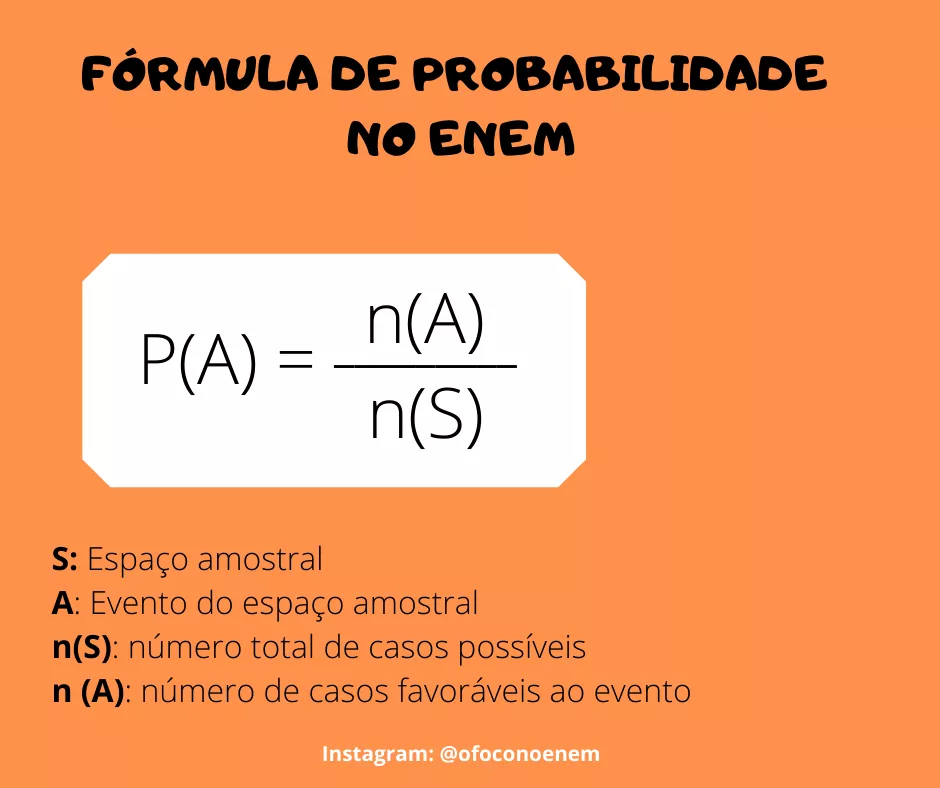 FÓRMULA DE PROBABILIDADE
NO ENEM
P(A) = n(A)
n(S)
S: Espaço amostral
A: Evento do espaço amostral
n(S): número total de casos possíveis
n (A): número de casos favoráveis ao evento
Instagram: @ofoconoenem